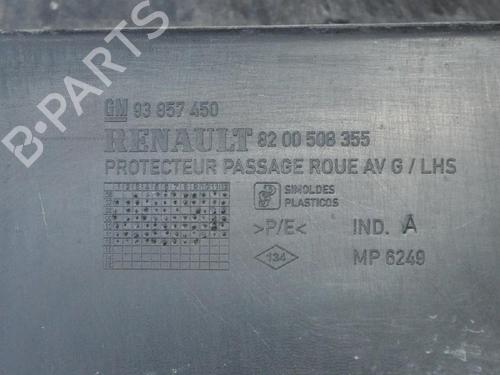 B-PARTS
GM 93 857 450
RENAULT 82 00 508 355
PROTECTEUR PASSAGE ROUE AV G / LHS
SIMOLDES
PLASTICOS
>P/E< IND. A
134 MP 6249